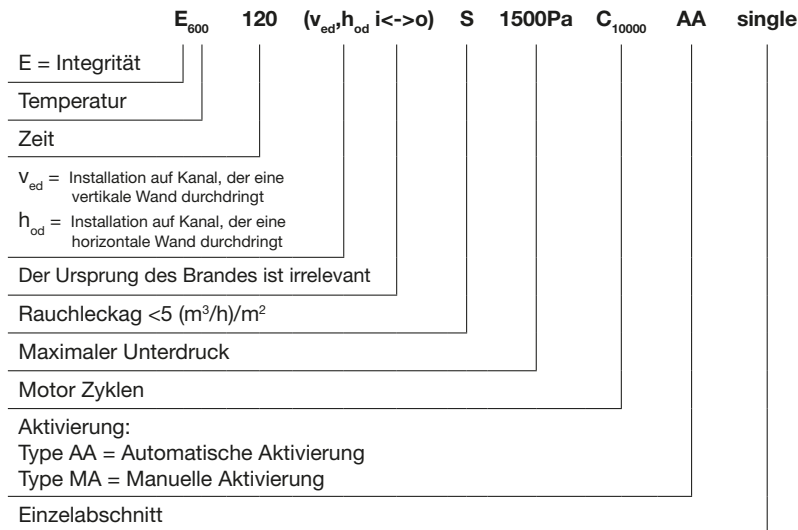 E600 120 (ved,hod i<->o) S 1500Pa C10000 AA single
E = Integrität
Temperatur
Zeit
ved = Installation auf Kanal, der eine
vertikale Wand durchdringt
hod = Installation auf Kanal, der eine
horizontale Wand durchdringt
Der Ursprung des Brandes ist irrelevant
Rauchleckag <5 (m³/h)/m²
Maximaler Unterdruck
Motor Zyklen
Aktivierung:
Type AA = Automatische Aktivierung
Type MA = Manuelle Aktivierung
Einzelabschnitt